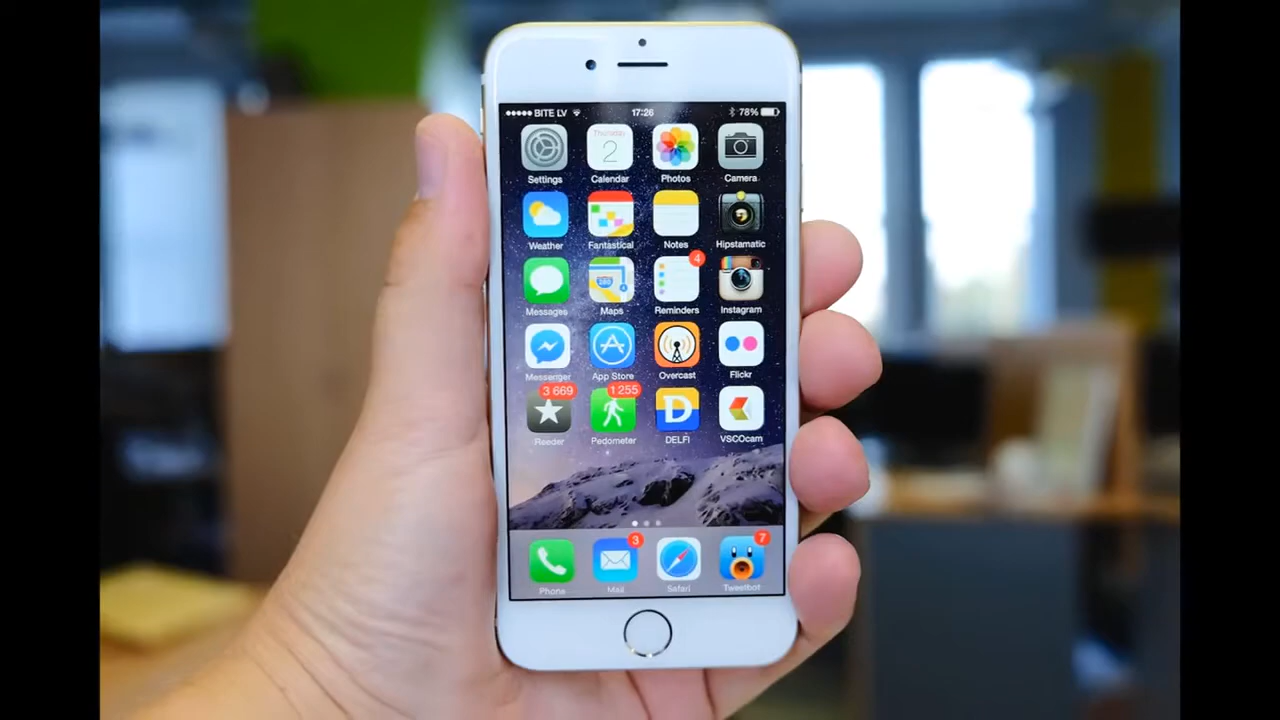 BITE LV 17:26 78%
Thursday
2
Settings Calendar Photos Camera
Weather Fantastical Notes Hipstamatic
4
280
Messages Maps Reminders Instagram
Messenger App Store Overcast Flickr
3 669 1 255
D
Reeder Pedometer DELFI VSCOcam
3 7
Phone Mail Safari Tweetbot